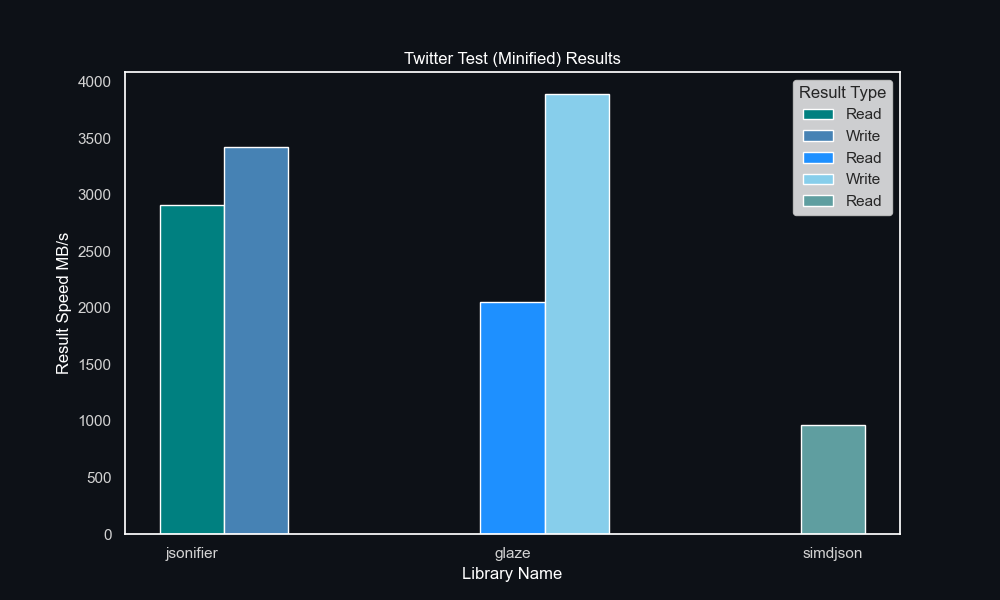 Twitter Test (Minified) Results
Result Speed MB/s
4000
3500
3000
2500
2000
1500
1000
500
0
Result Type
Read
Write
Read
Write
Read
jsonifier glaze simdjson
Library Name